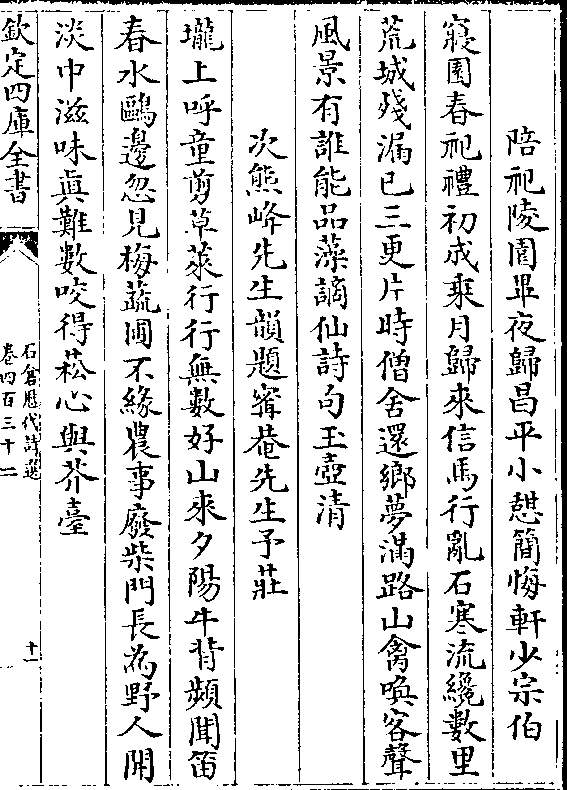 陪祀陵園畢夜歸昌平小憇簡悔軒少宗伯
寢園春祀禮初成乘月歸來信馬行亂石寒流纔數里
荒城殘漏已三更片時僧舍還鄉夢滿路山禽喚客聲
風景有誰能品藻謫仙詩句玉壺清
次熊峰先生韻題寗菴先生予莊
壠上呼童剪草萊行行無數好山來夕陽牛背頻聞笛
春水鷗邊忽見梅蔬圃不緣農事廢柴門長爲野人開
淡中滋味真難數咬得菘心與芥臺
欽定四庫全書
石倉歴代詩選
卷四百三十二
十一